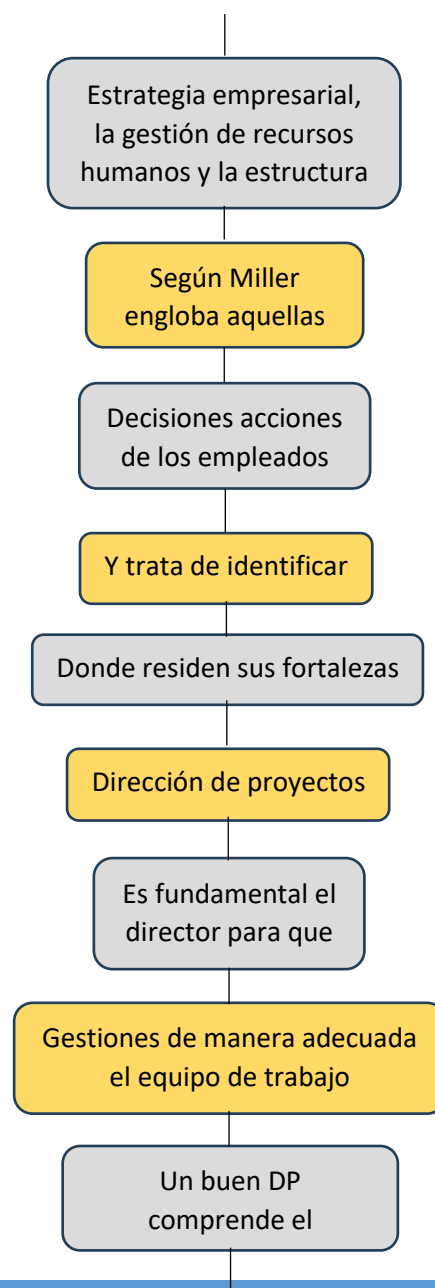 Estrategia empresarial,
la gestión de recursos
humanos y la estructura
Según Miller
engloba aquellas
Decisiones acciones
de los empleados
Y trata de identificar
Donde residen sus fortalezas
Dirección de proyectos
Es fundamental el
director para que
Gestiones de manera adecuada
el equipo de trabajo
Un buen DP
comprende el